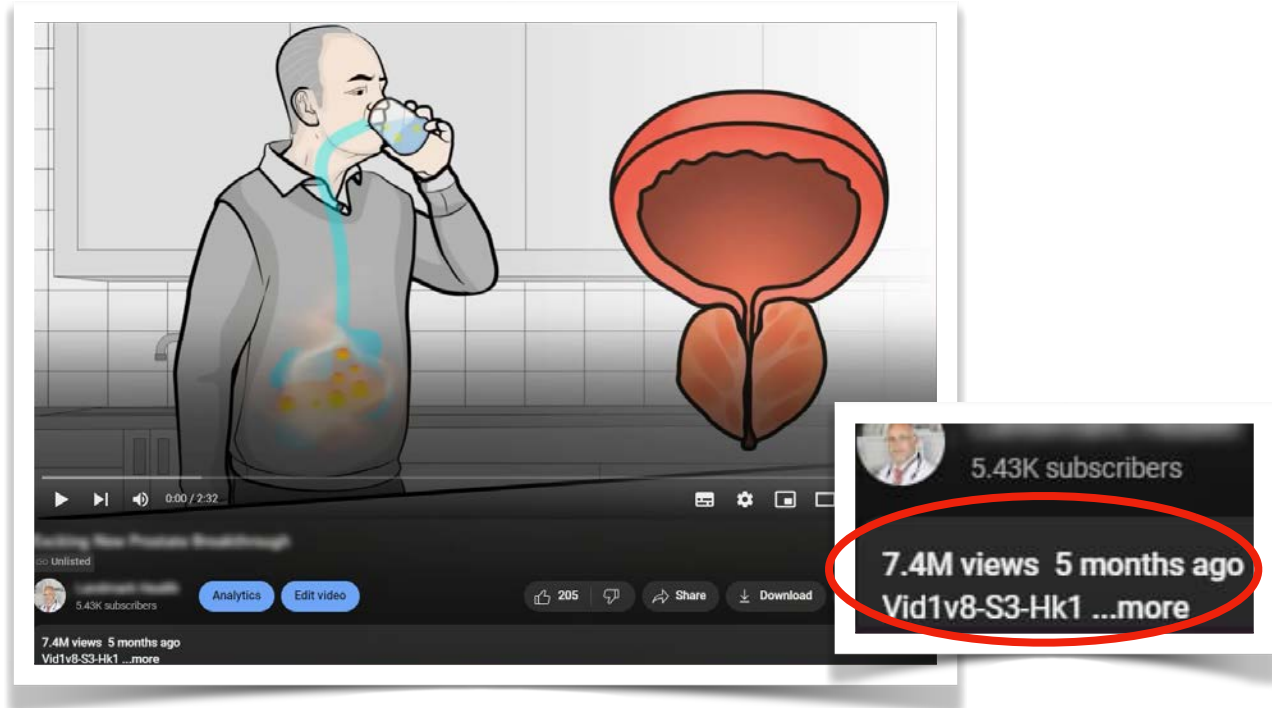 0:00 / 2:32
Unlisted
5.43K subscribers
Analytics
Edit video
205
Share
Download
7.4M views 5 months ago
Vid1v8-S3-Hk1 ...more
5.43K subscribers
7.4M views 5 months ago
Vid1v8-S3-Hk1 ...more